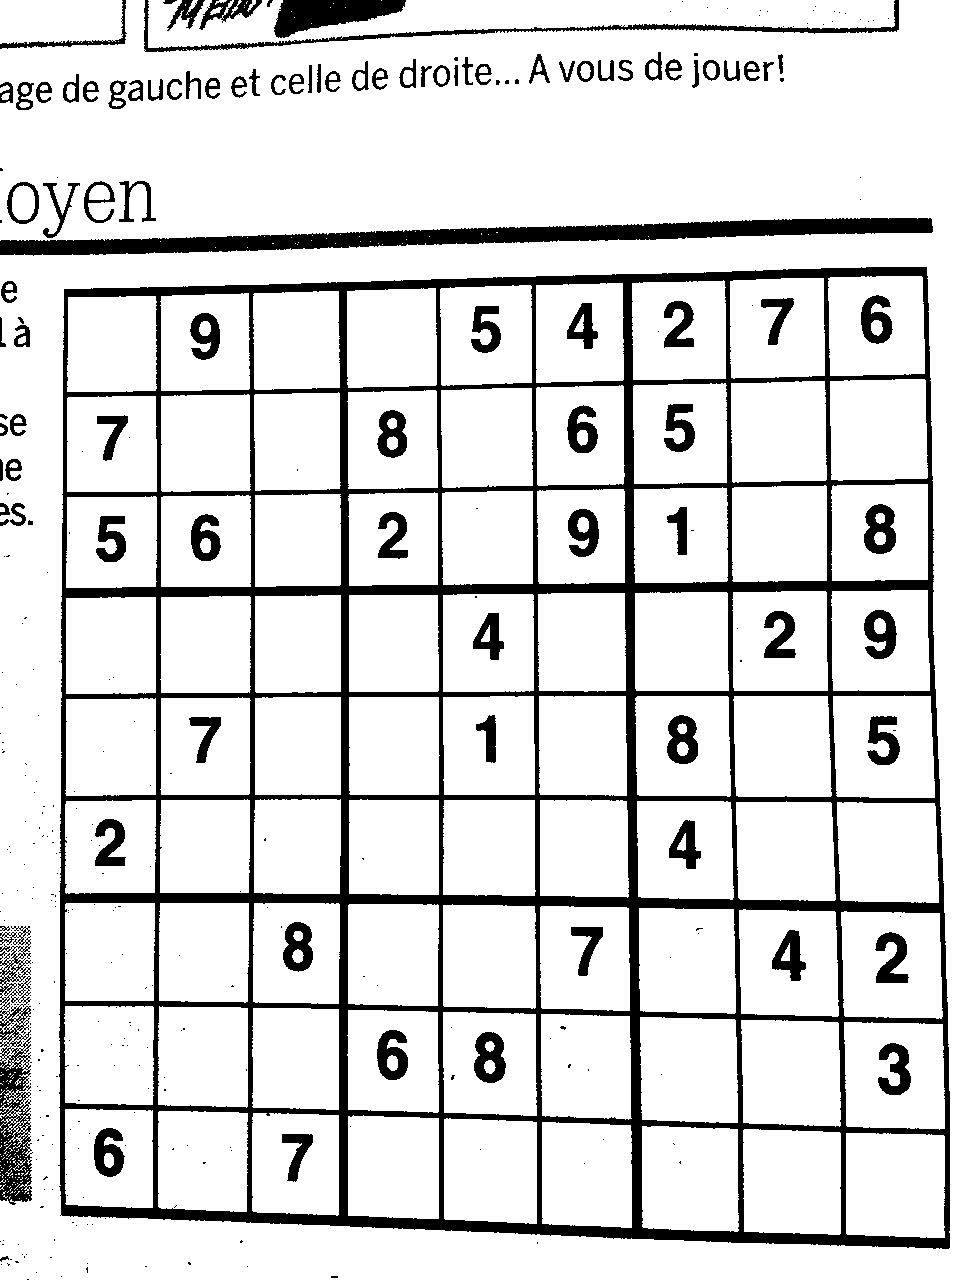 age de gauche et celle de droite... A vous de jouer!
oyen
e
l à
se
ne
es.
9 5 4 2 7 6
7 8 6 5
5 6 2 9 1 8
4 2 9
7 1 8 5
2 4
8 7 4 2
6 8 3
6 7